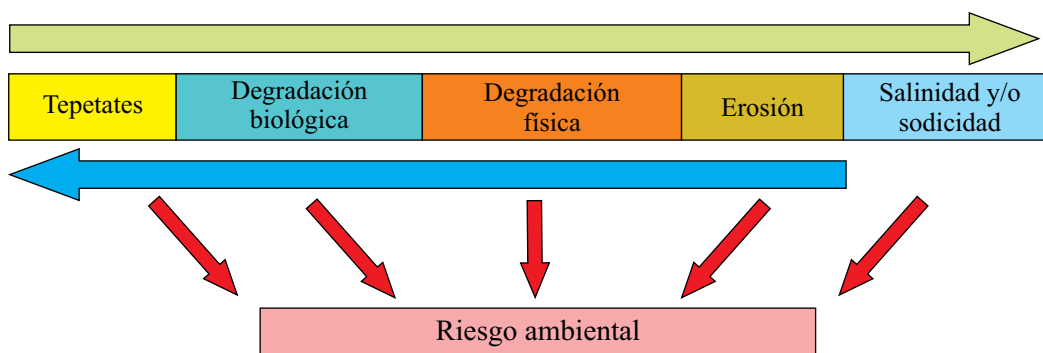 Tepetates
Degradación
biológica
Degradación
física
Erosión
Salinidad y/o
sodicidad
Riesgo ambiental